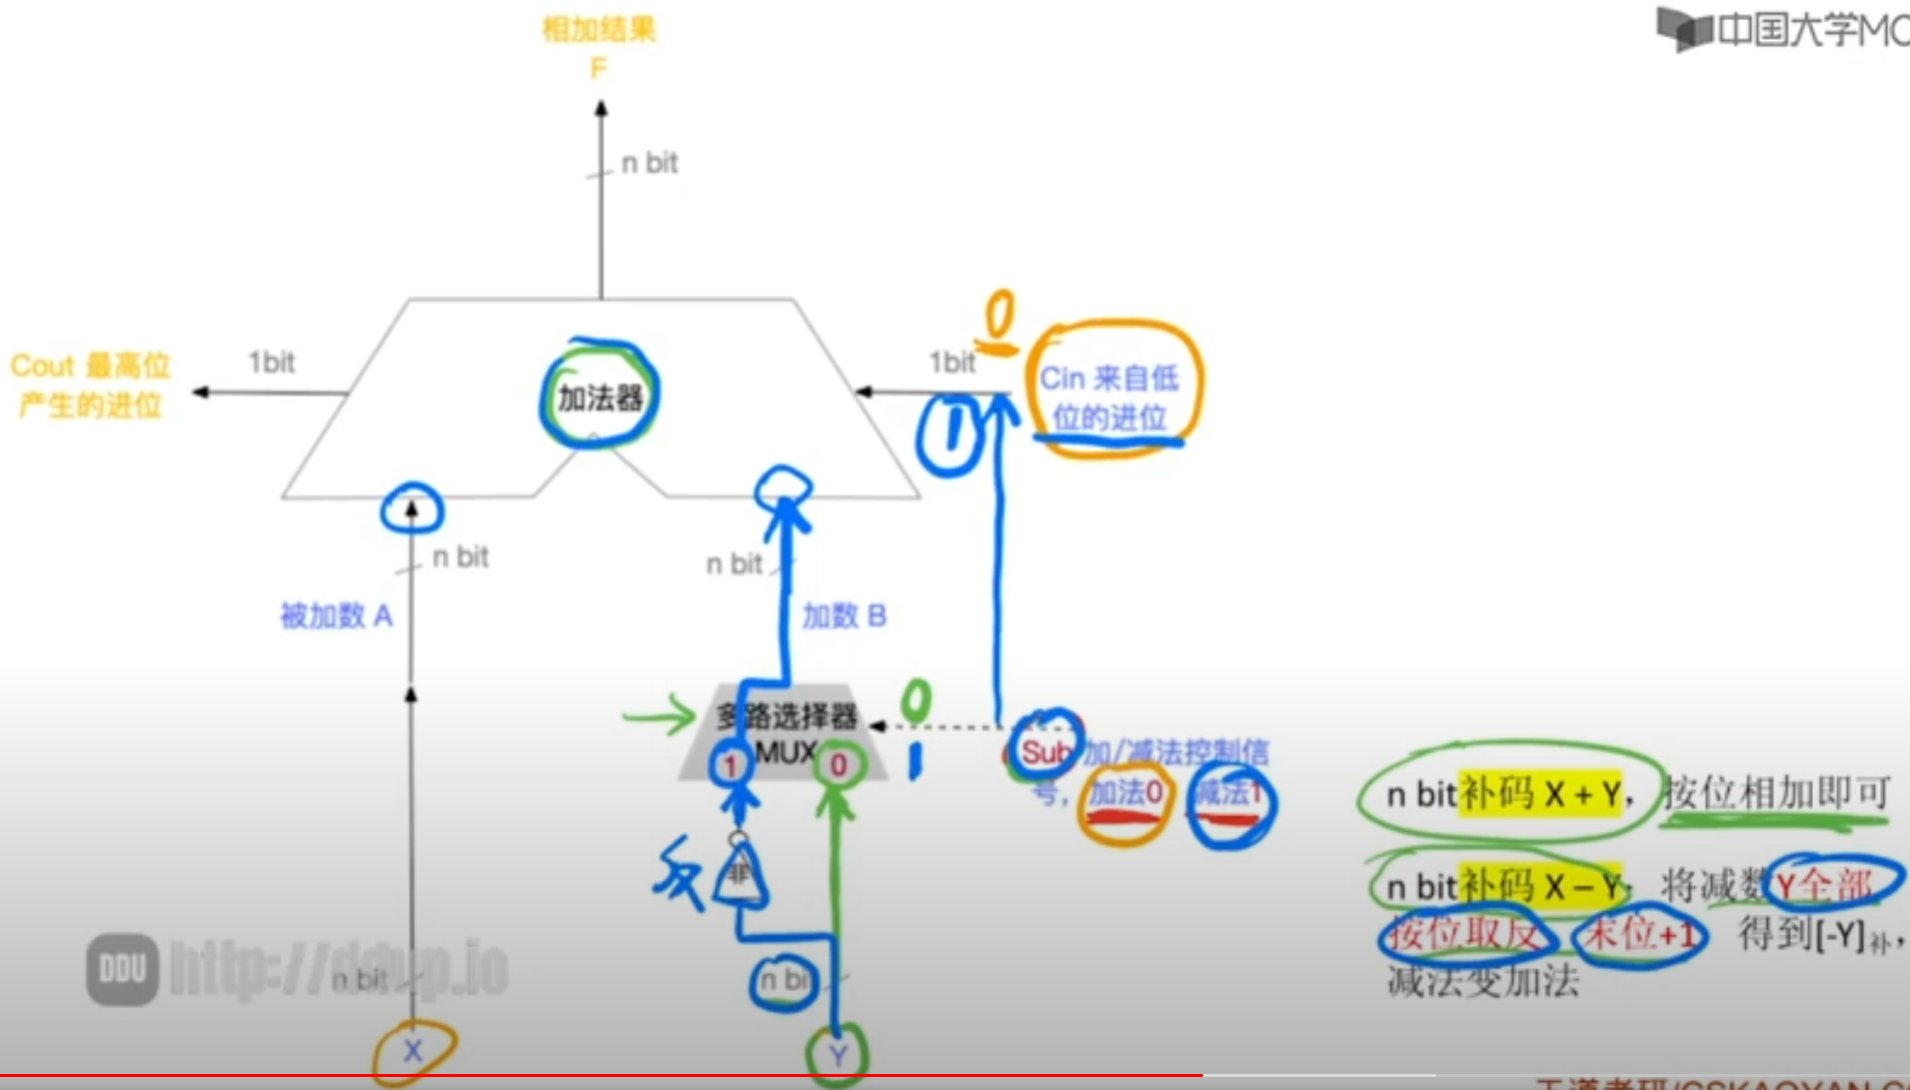 相加结果
中国大学MO
F
n bit
0
Cout 最高位
产生的进位
1bit
加法器
1bit
Cin 来自低
位的进位
1
n bit
n bit
被加数 A
加数 B
多路选择器
MUX
1
0
0
1
Sub 加/减法控制信
号，加法0 减法1
n bit补码 X + Y，按位相加即可
反
非
n bit补码 X – Y：将减数Y全部
按位取反，末位+1，得到[-Y]补，
减法变加法
DDU http://ddup.io
n bit
n bi
X
Y